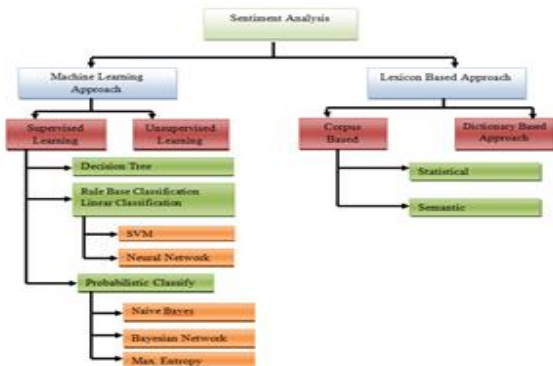 Sentiment Analysis
Machine Learning
Approach
Lexicon Based Approach
Supervised
Learning
Unsupervised
Learning
Corpus
Based
Dictionary Based
Approach
Decision Tree
Rule Base Classification
Linear Classification
SVM
Neural Network
Probabilistic Classify
Naive Bayes
Bayesian Network
Max. Entropy
Statistical
Semantic